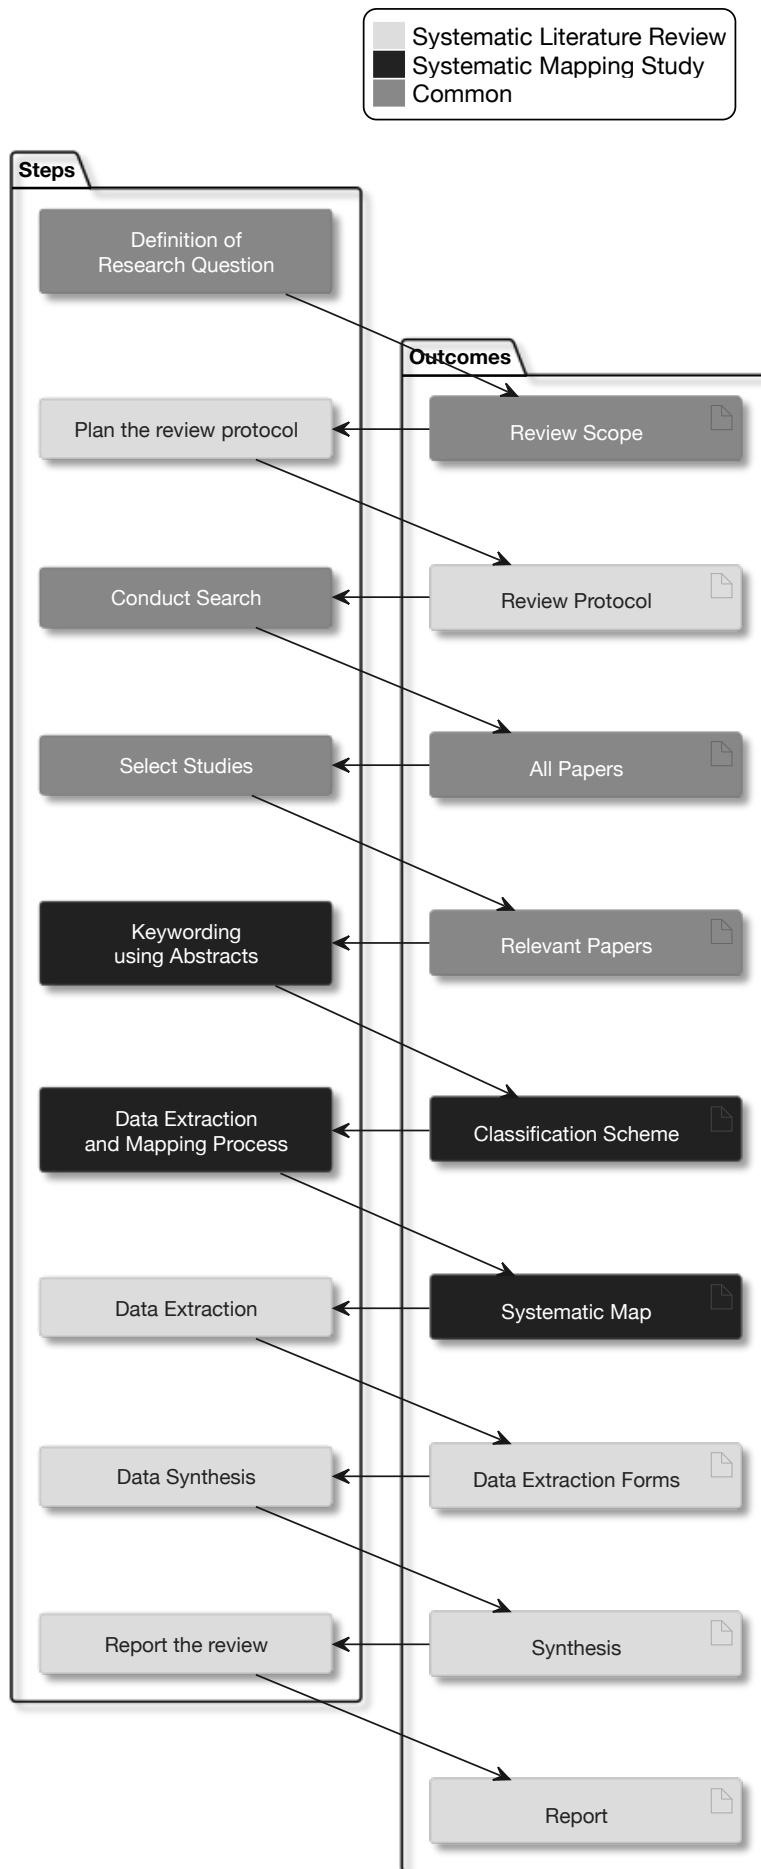 Systematic Literature Review
Systematic Mapping Study
Common
Steps
Definition of
Research Question
Outcomes
Plan the review protocol
Review Scope
Conduct Search
Review Protocol
Select Studies
All Papers
Keywording
using Abstracts
Relevant Papers
Data Extraction
and Mapping Process
Classification Scheme
Data Extraction
Systematic Map
Data Synthesis
Data Extraction Forms
Report the review
Synthesis
Report